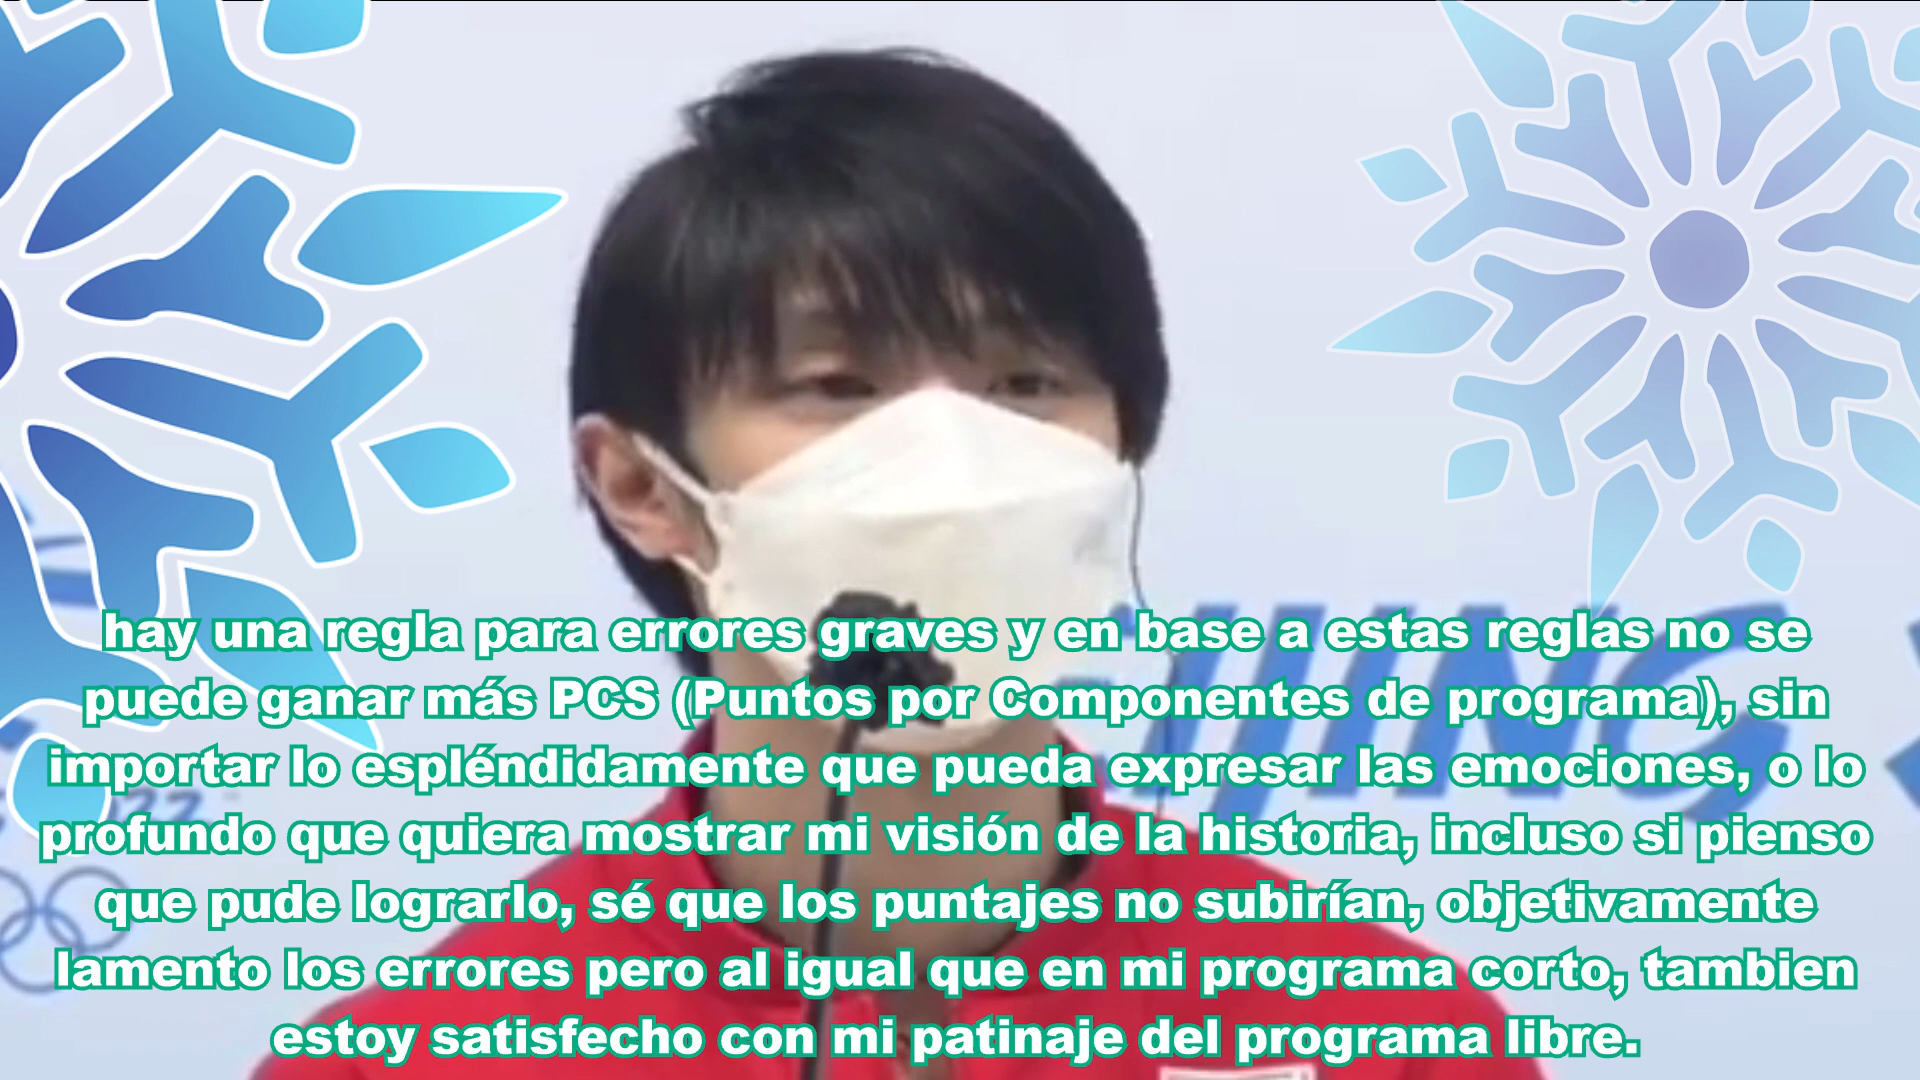 hay una regla para errores graves y en base a estas reglas no se
puede ganar más PCS (Puntos por Componentes de programa), sin
importar lo espléndidamente que pueda expresar las emociones, o lo
profundo que quiera mostrar mi visión de la historia, incluso si pienso
que pude lograrlo, sé que los puntajes no subirían, objetivamente
lamento los errores pero al igual que en mi programa corto, tambien
estoy satisfecho con mi patinaje del programa libre.